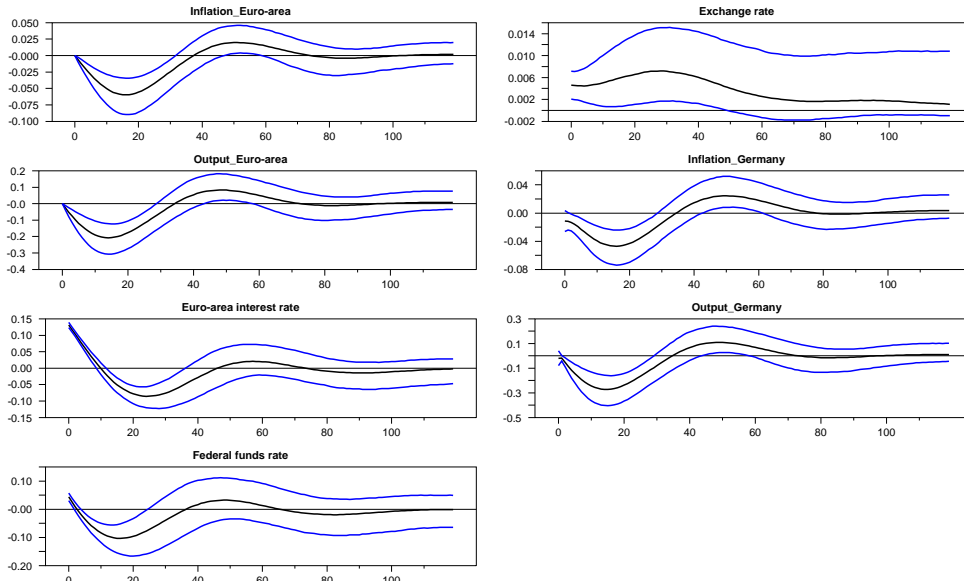 Inflation_Euro-area
0.050
0.025
0.000
-0.025
-0.050
-0.075
-0.100
0 20 40 60 80 100
Output_Euro-area
0.2
0.1
-0.0
-0.1
-0.2
-0.3
-0.4
0 20 40 60 80 100
Euro-area interest rate
0.15
0.10
0.05
0.00
-0.05
-0.10
-0.15
0 20 40 60 80 100
Federal funds rate
0.10
-0.00
-0.10
-0.20
0 20 40 60 80 100
Exchange rate
0.014
0.010
0.006
0.002
-0.002
0 20 40 60 80 100
Inflation_Germany
0.04
0.00
-0.04
-0.08
0 20 40 60 80 100
Output_Germany
0.3
0.1
-0.1
-0.3
-0.5
0 20 40 60 80 100